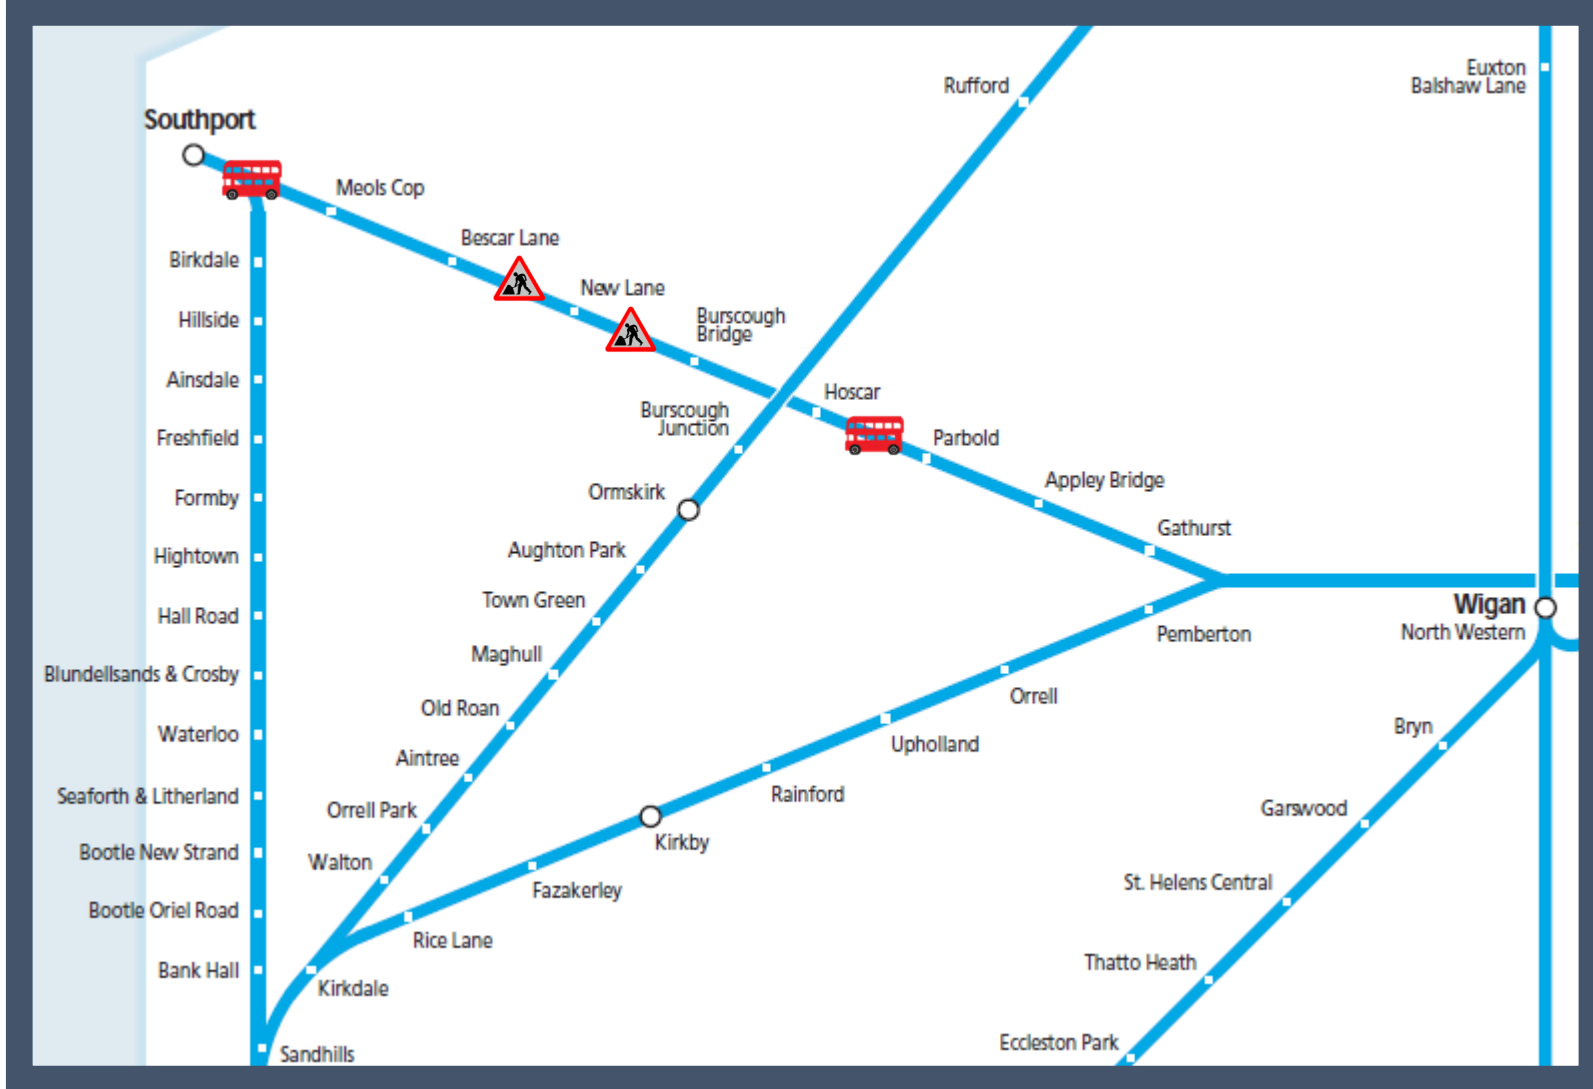 Euxton
Balshaw Lane
Rufford
Southport
Meols Cop
Bescar Lane
Birkdale
New Lane
Hillside
Burscough
Bridge
Ainsdale
Hoscar
Burscough
Junction
Freshfield
Parbold
Appley Bridge
Ormskirk
Formby
Gathurst
Aughton Park
Hightown
Town Green
Wigan
North Western
Hall Road
Pemberton
Maghull
Blundellsands & Crosby
Orrell
Old Roan
Bryn
Waterloo
Upholland
Aintree
Seaforth & Litherland
Rainford
Orrell Park
Garswood
Kirkby
Bootle New Strand
Walton
Fazakerley
St. Helens Central
Bootle Oriel Road
Rice Lane
Bank Hall
Thatto Heath
Kirkdale
Eccleston Park
Sandhills